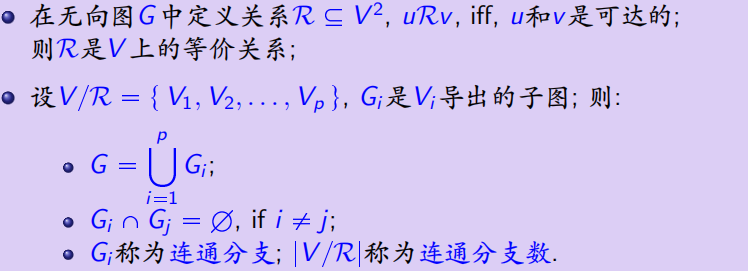 在无向图G中定义关系R ⊆ V², uRv, iff, u和v是可达的;
则R是V上的等价关系;
设V/R = { V₁, V₂, . . . , Vₚ }, Gᵢ是Vᵢ导出的子图; 则:
G = ⋃ᵢ₌₁ᵖ Gᵢ;
Gᵢ ∩ Gⱼ = ∅, if i ≠ j;
Gᵢ称为连通分支; |V/R|称为连通分支数.